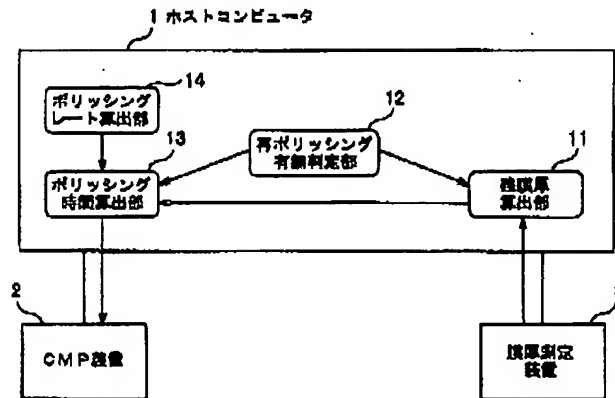 1 ホストコンピュータ
14
ポリッシング
レート算出部
12
再ポリッシング
有無判定部
13
ポリッシング
時間算出部
11
残膜厚
算出部
2
CMP装置
膜厚測定
装置